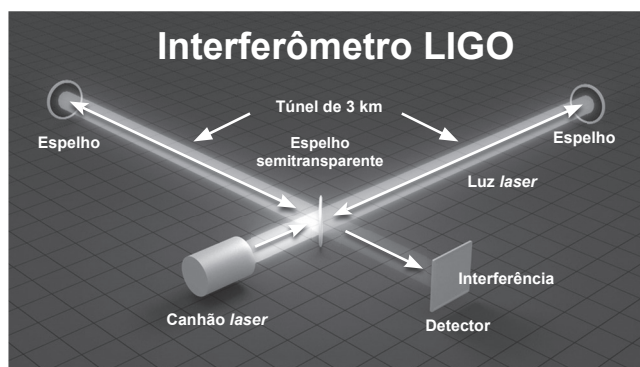 Interferômetro LIGO
Túnel de 3 km
Espelho
Espelho
semitransparente
Espelho
Luz laser
Interferência
Canhão laser
Detector